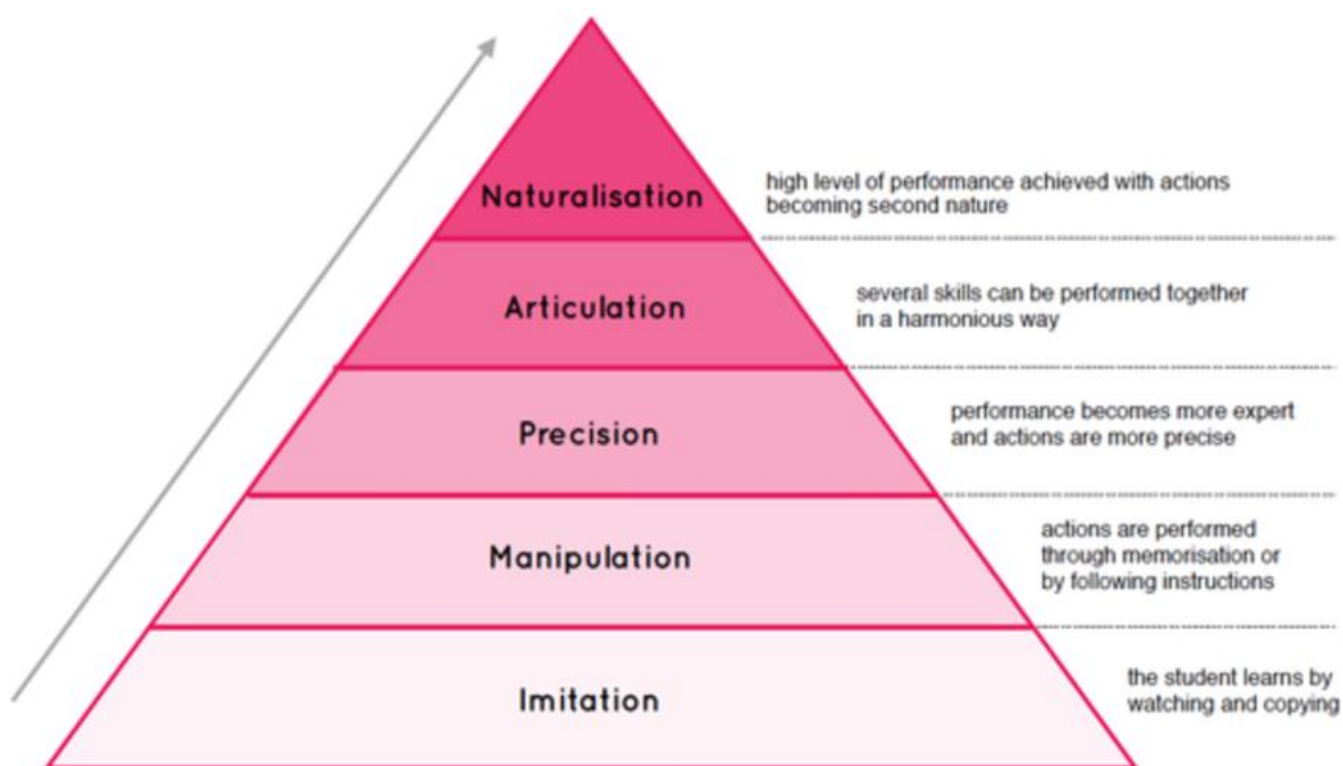 Naturalisation
high level of performance achieved with actions
becoming second nature
Articulation
several skills can be performed together
in a harmonious way
Precision
performance becomes more expert
and actions are more precise
Manipulation
actions are performed
through memorisation or
by following instructions
Imitation
the student learns by
watching and copying